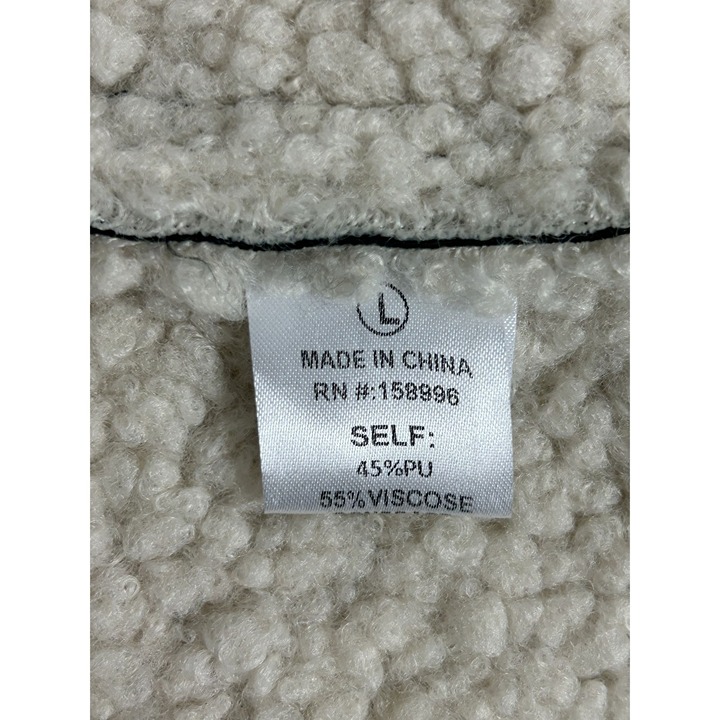 L
MADE IN CHINA
RN #:158996
SELF:
45%PU
55%VISCOSE